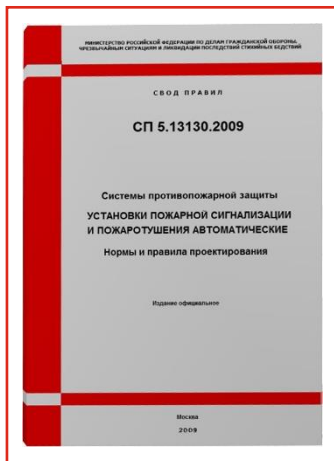 МИНИСТЕРСТВО РОССИЙСКОЙ ФЕДЕРАЦИИ ПО ДЕЛАМ ГРАЖДАНСКОЙ ОБОРОНЫ,
ЧРЕЗВЫЧАЙНЫМ СИТУАЦИЯМ И ЛИКВИДАЦИИ ПОСЛЕДСТВИЙ СТИХИЙНЫХ БЕДСТВИЙ
СВОД ПРАВИЛ
СП 5.13130.2009
Системы противопожарной защиты
УСТАНОВКИ ПОЖАРНОЙ СИГНАЛИЗАЦИИ
И ПОЖАРОТУШЕНИЯ АВТОМАТИЧЕСКИЕ
Нормы и правила проектирования
Издание официальное
Москва
2009